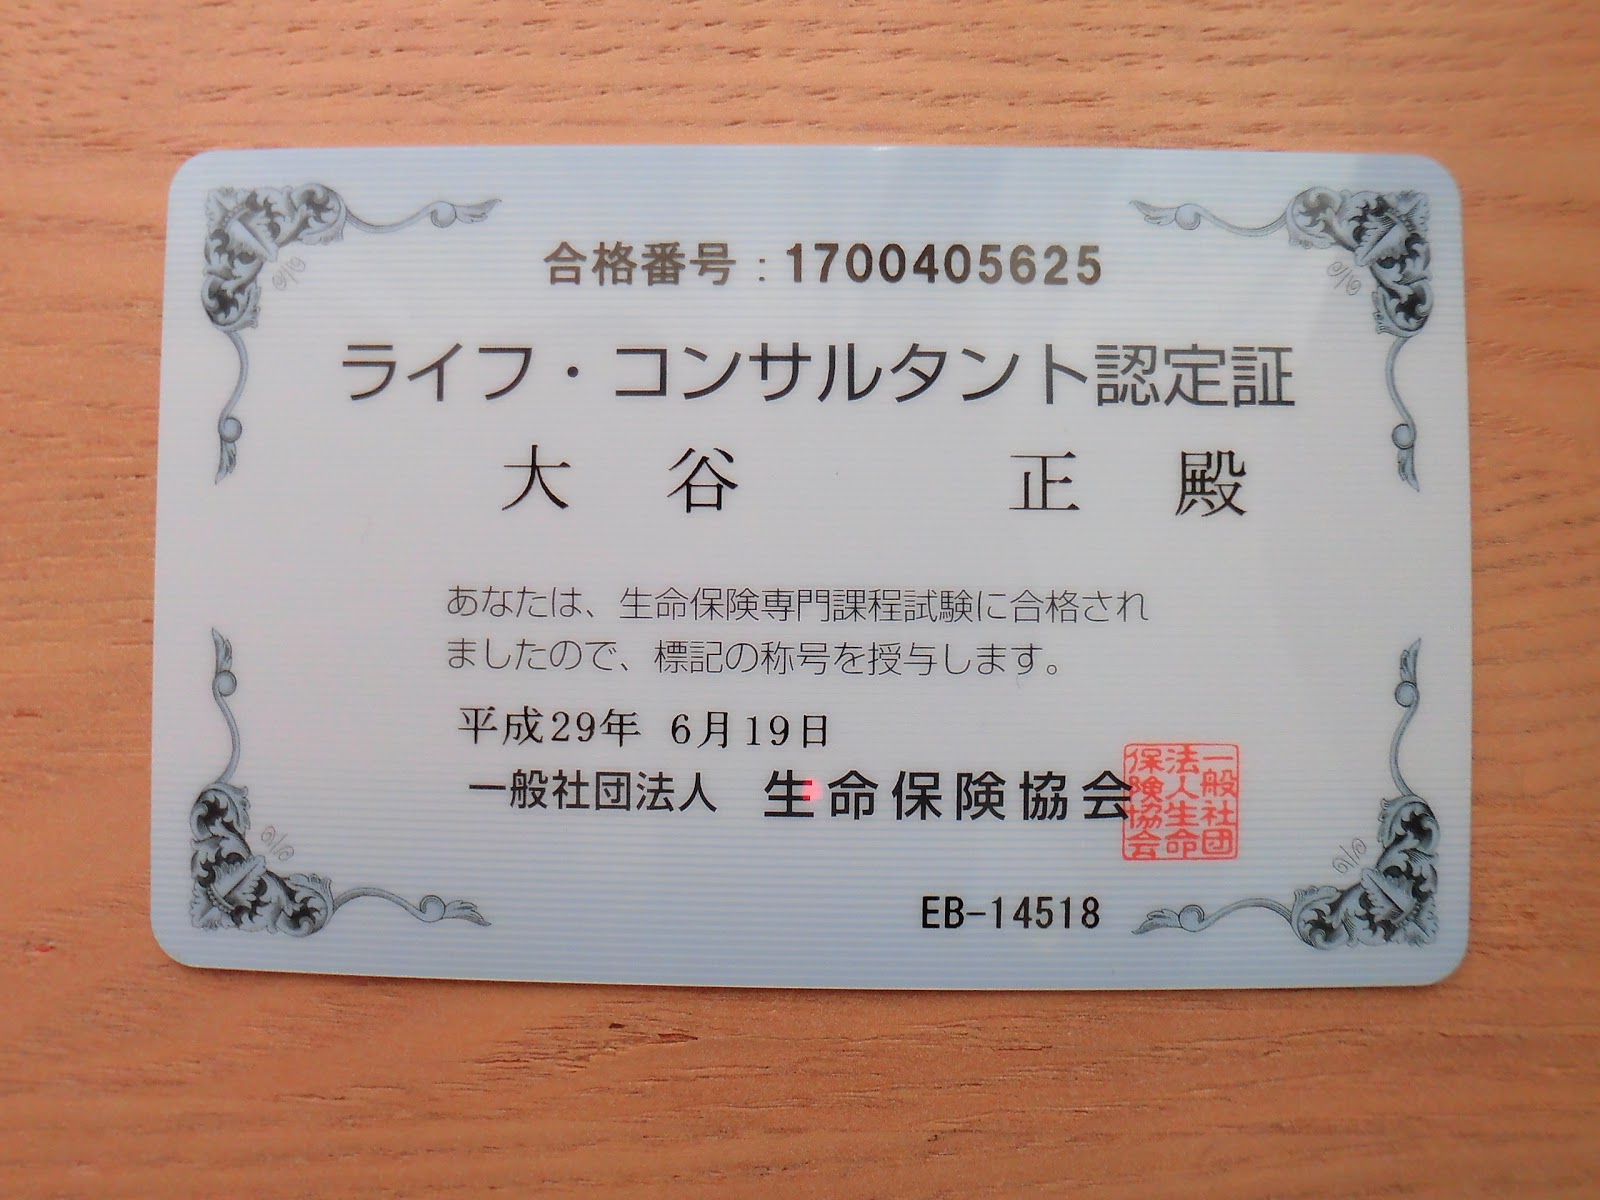 合格番号：1700405625
ライフ・コンサルタント認定証
大谷　正　殿
あなたは、生命保険専門課程試験に合格され
ましたので、標記の称号を授与します。
平成29年 6月19日
一般社団法人 生命保険協会
一般社団法人生命保険協会
EB-14518